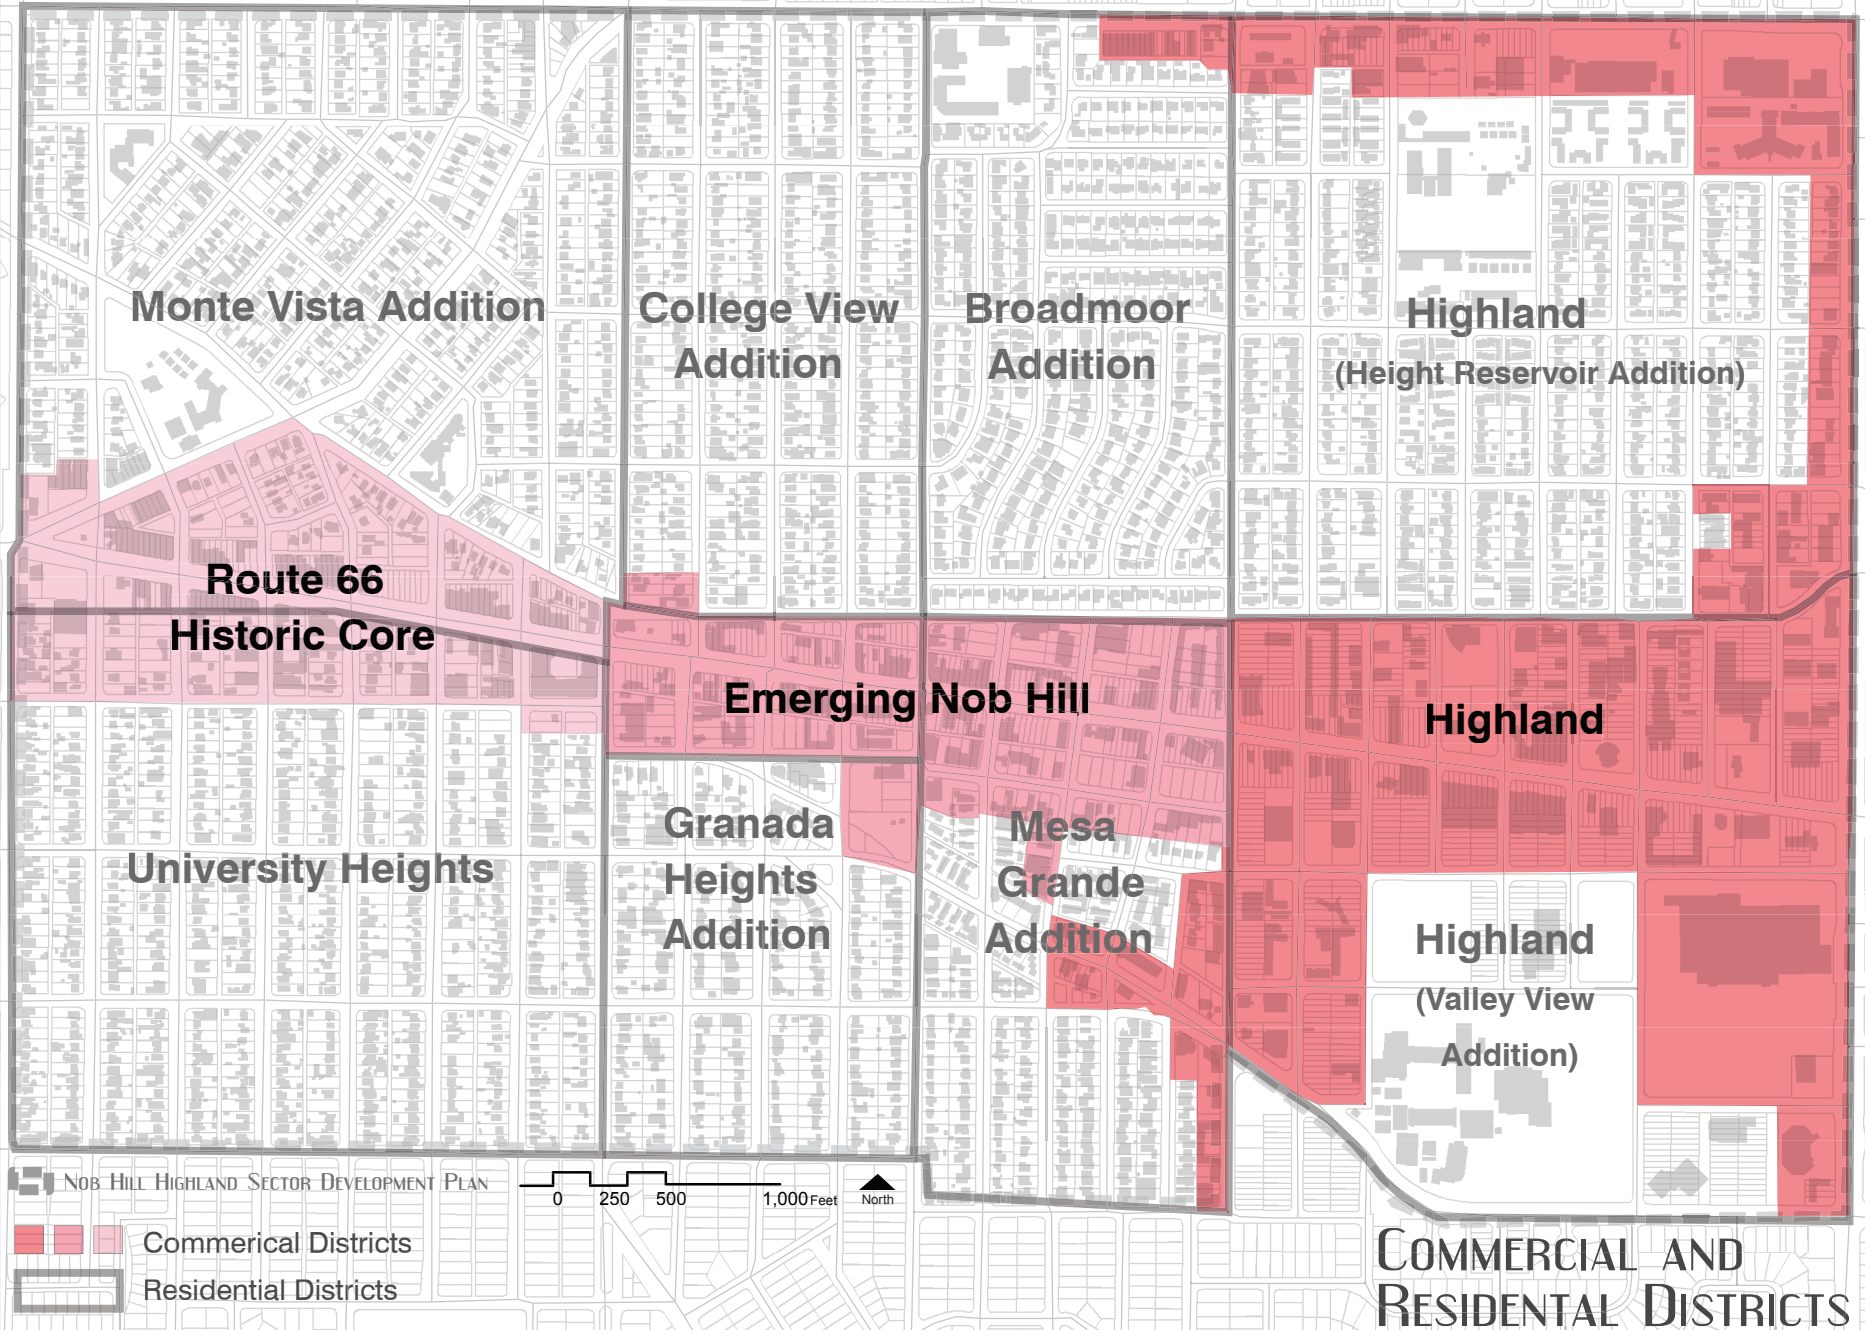 Monte Vista Addition
College View
Addition
Broadmoor
Addition
Highland
(Height Reservoir Addition)
Route 66
Historic Core
Emerging Nob Hill
Highland
University Heights
Granada
Heights
Addition
Mesa
Grande
Addition
Highland
(Valley View
Addition)
NOB HILL HIGHLAND SECTOR DEVELOPMENT PLAN
0 250 500 1,000 Feet
North
Commerical Districts
Residential Districts
COMMERCIAL AND
RESIDENTAL DISTRICTS